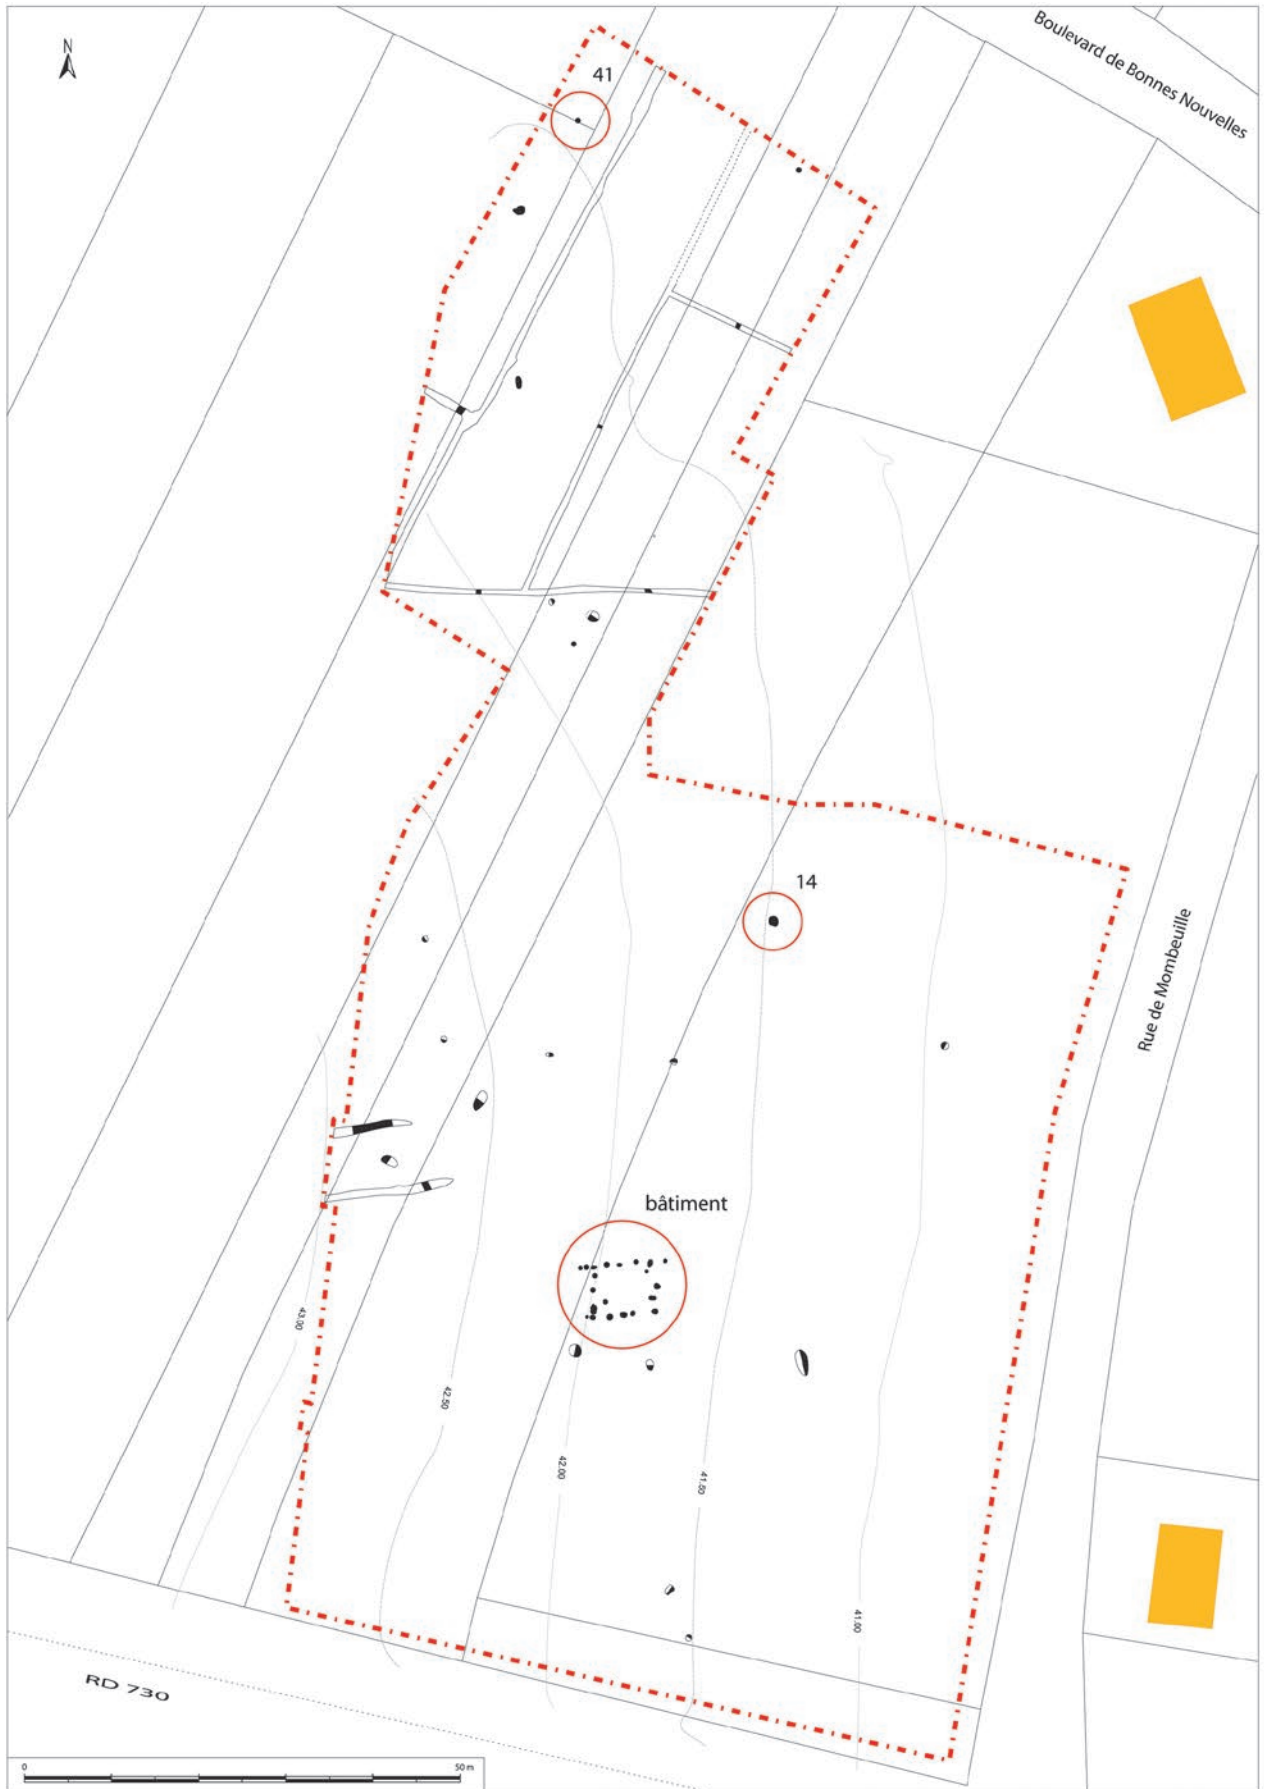 N
41
Boulevard de Bonnes Nouvelles
14
Rue de Mombeuille
bâtiment
43.00
42.50
42.00
41.50
41.00
RD 730
0
50 m